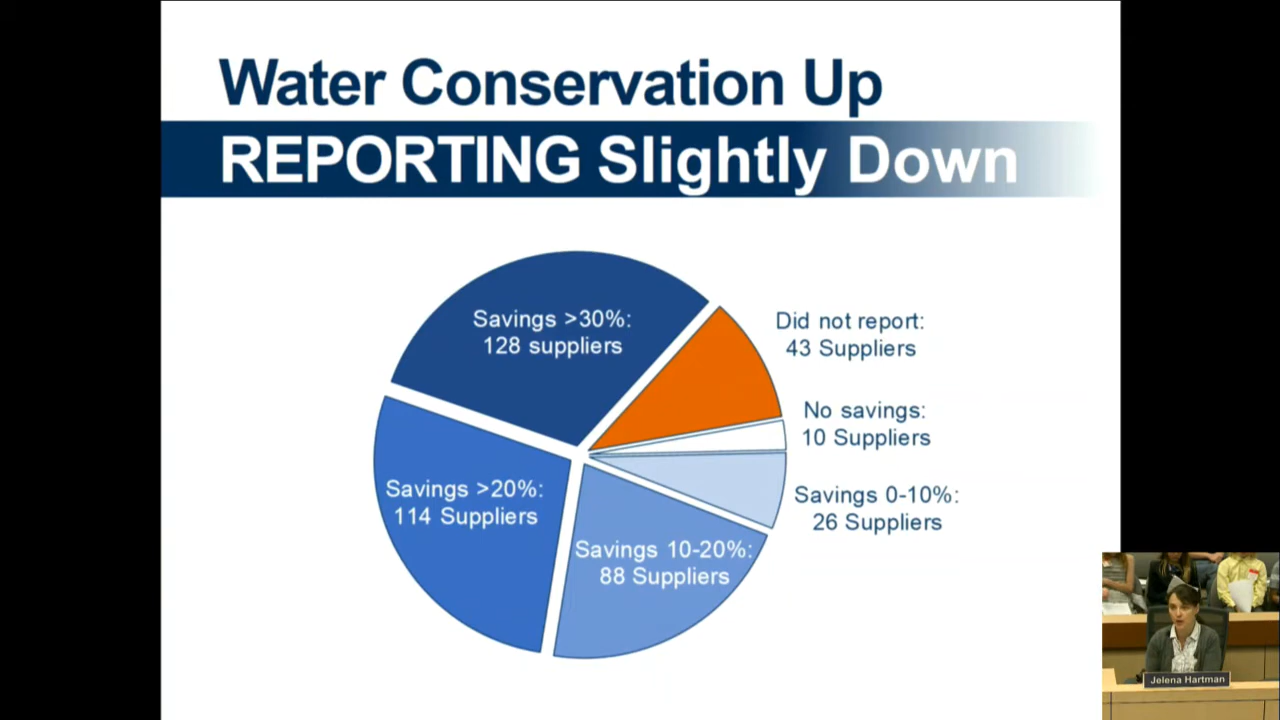 Water Conservation Up
REPORTING Slightly Down
Savings >30%:
128 suppliers
Did not report:
43 Suppliers
No savings:
10 Suppliers
Savings >20%:
114 Suppliers
Savings 0-10%:
26 Suppliers
Savings 10-20%:
88 Suppliers
Jelena Hartman